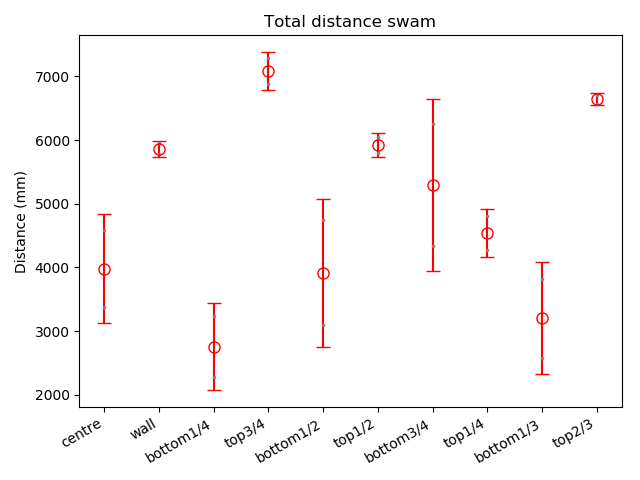 Total distance swam
Distance (mm)
7000
6000
5000
4000
3000
2000
centre
wall
bottom1/4
top3/4
bottom1/2
top1/2
bottom3/4
top1/4
bottom1/3
top2/3